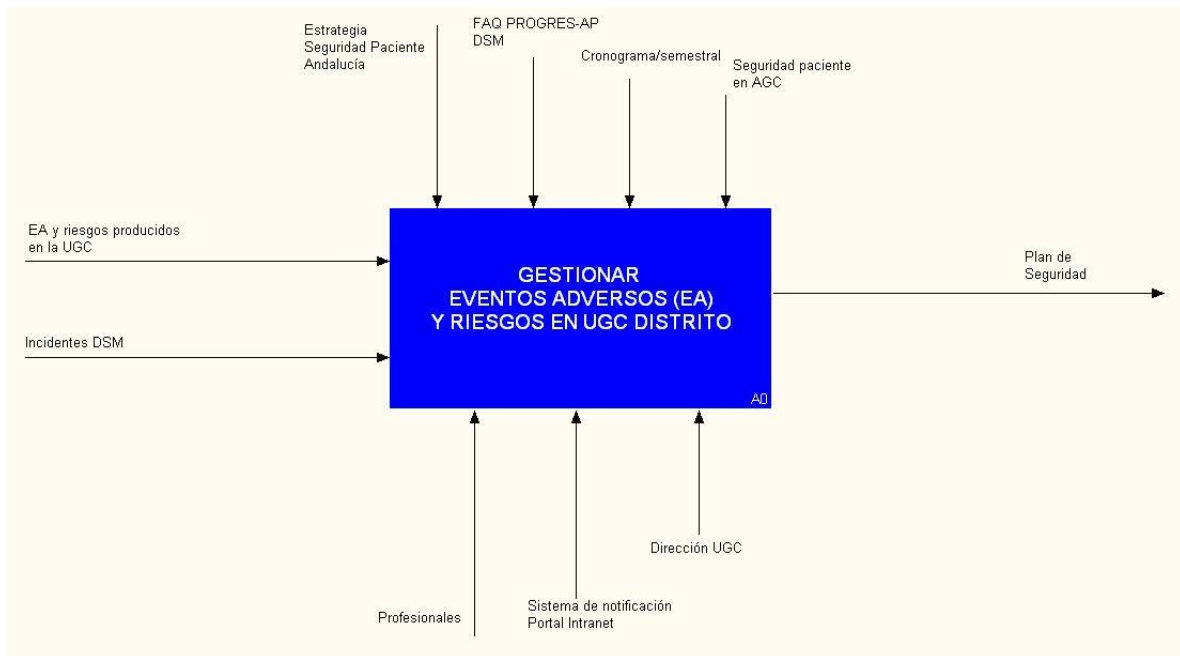 Estrategia
Seguridad Paciente
Andalucía
FAQ PROGRES-AP
DSM
Cronograma/semestral
Seguridad paciente
en AGC
EA y riesgos producidos
en la UGC
Incidentes DSM
GESTIONAR
EVENTOS ADVERSOS (EA)
Y RIESGOS EN UGC DISTRITO
A0
Plan de
Seguridad
Profesionales
Sistema de notificación
Portal Intranet
Dirección UGC